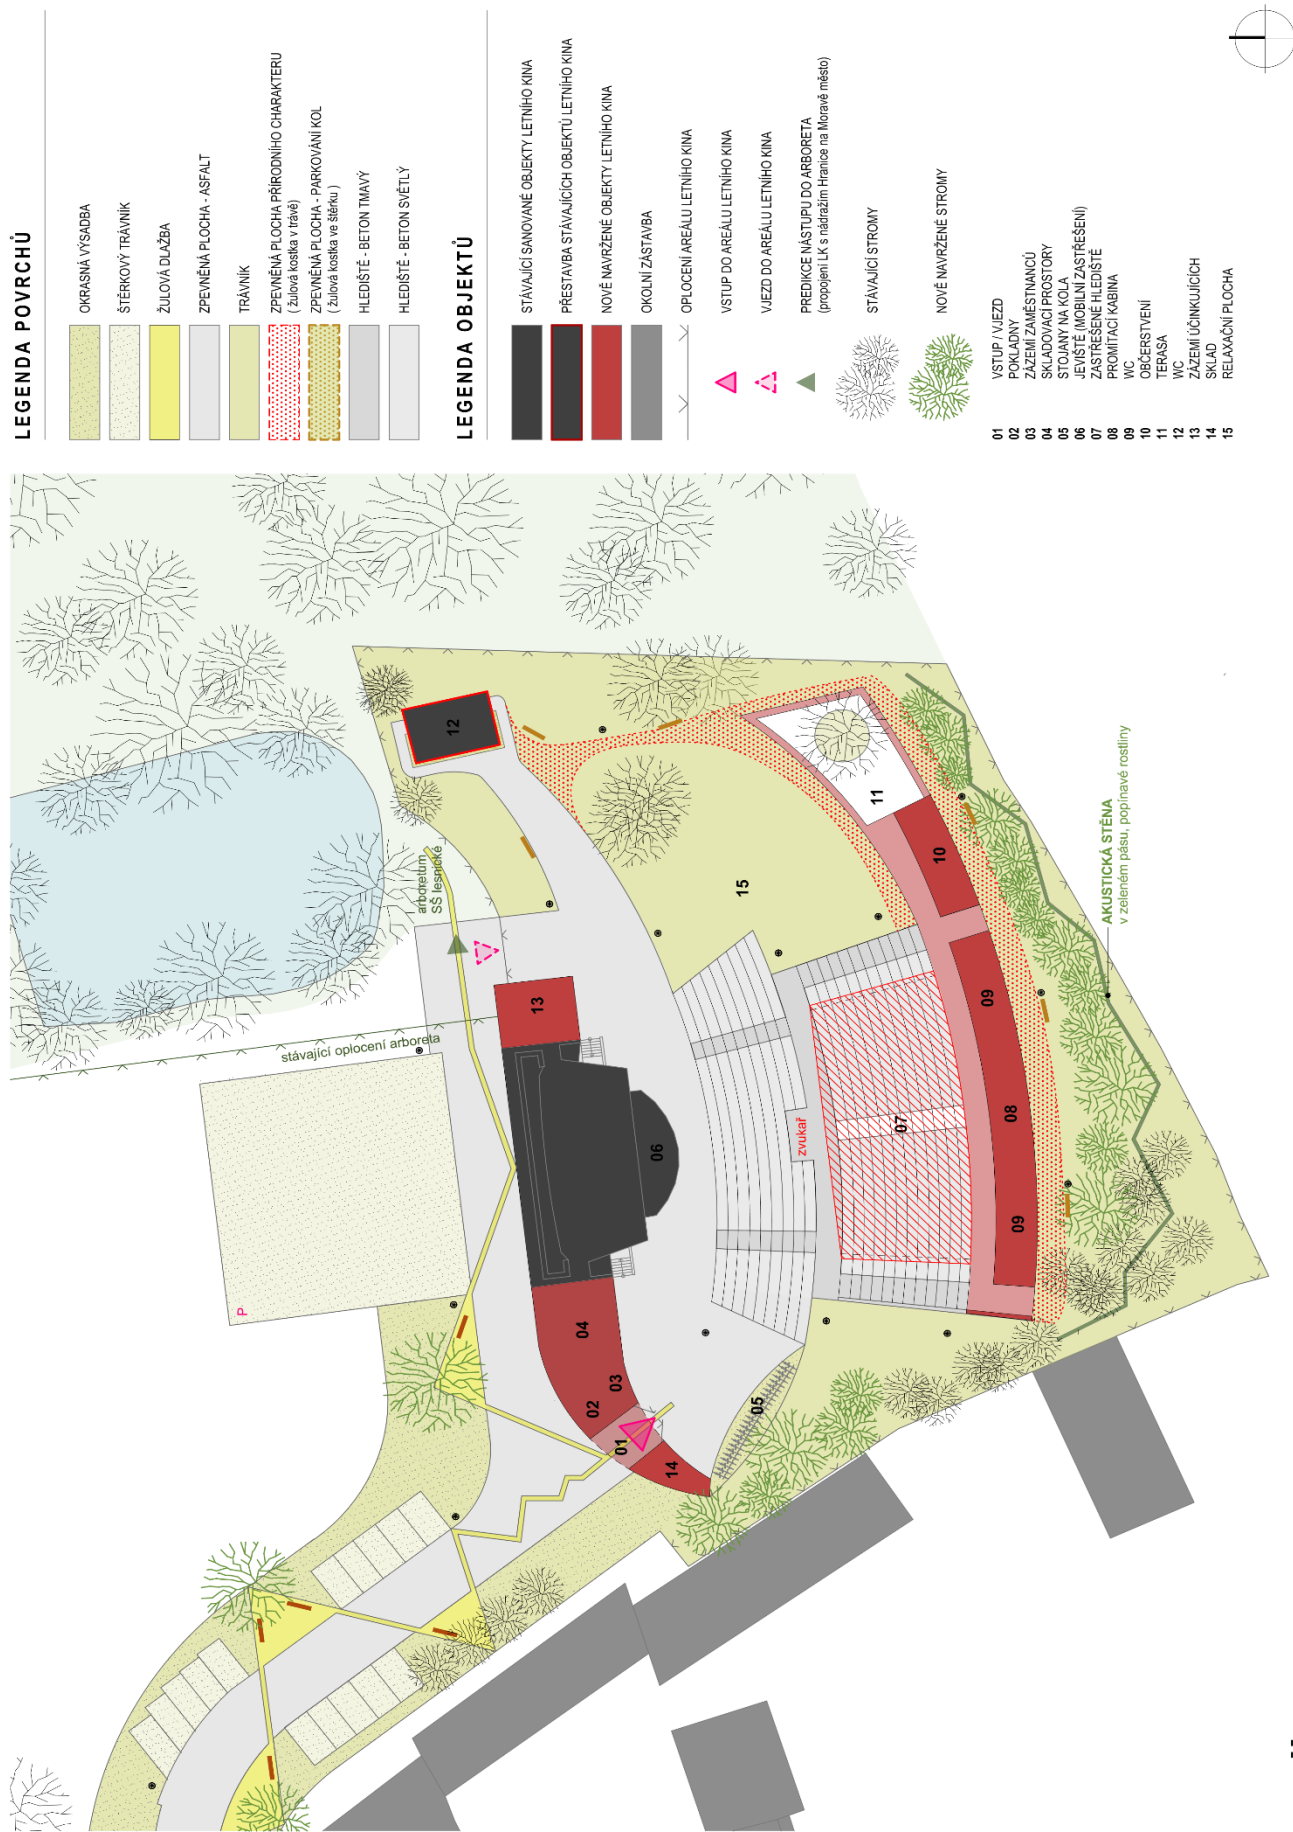 LEGENDA POVRCHŮ
OKRASNÁ VÝSADBA
ŠTĚRKOVÝ TRÁVNÍK
ŽULOVÁ DLAŽBA
ZPEVNĚNÁ PLOCHA - ASFALT
TRÁVNÍK
ZPEVNĚNÁ PLOCHA PŘÍRODNÍHO CHARAKTERU
( žulová kostka v trávě)
ZPEVNĚNÁ PLOCHA - PARKOVÁNÍ KOL
( žulová kostka ve štěrku )
HLEDIŠTĚ - BETON TMAVÝ
HLEDIŠTĚ - BETON SVĚTLÝ
LEGENDA OBJEKTŮ
STÁVAJÍCÍ SANOVANÉ OBJEKTY LETNÍHO KINA
PŘESTAVBA STÁVAJÍCÍCH OBJEKTŮ LETNÍHO KINA
NOVĚ NAVRŽENÉ OBJEKTY LETNÍHO KINA
OKOLNÍ ZÁSTAVBA
OPLOCENÍ AREÁLU LETNÍHO KINA
VSTUP DO AREÁLU LETNÍHO KINA
VJEZD DO AREÁLU LETNÍHO KINA
PREDIKCE NÁSTUPU DO ARBORETA
(propojení LK s nádražím Hranice na Moravě město)
STÁVAJÍCÍ STROMY
NOVĚ NAVRŽENÉ STROMY
01 VSTUP / VJEZD
02 POKLADNY
03 ZÁZEMÍ ZAMĚSTNANCŮ
04 SKLADOVACÍ PROSTORY
05 STOJANY NA KOLA
06 JEVIŠTĚ (MOBILNÍ ZASTŘEŠENÍ)
07 ZASTŘEŠENÉ HLEDIŠTĚ
08 PROMÍTACÍ KABINA
09 WC
10 OBČERSTVENÍ
11 TERASA
12 WC
13 ZÁZEMÍ ÚČINKUJÍCÍCH
14 SKLAD
15 RELAXAČNÍ PLOCHA
P
stávající oplocení arboreta
arboretum
SŠ lesnické
12
13
06
04
03
02
01
14
05
15
11
10
09
08
09
07
zvukař
AKUSTICKÁ STĚNA
v zeleném pásu, popínavé rostliny